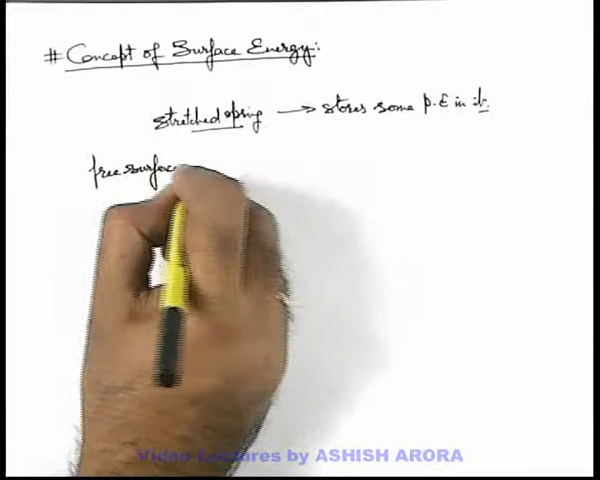 # Concept of Surface Energy:
stretched spring → stores some P.E in it.
free surfac
Video Lectures by ASHISH ARORA